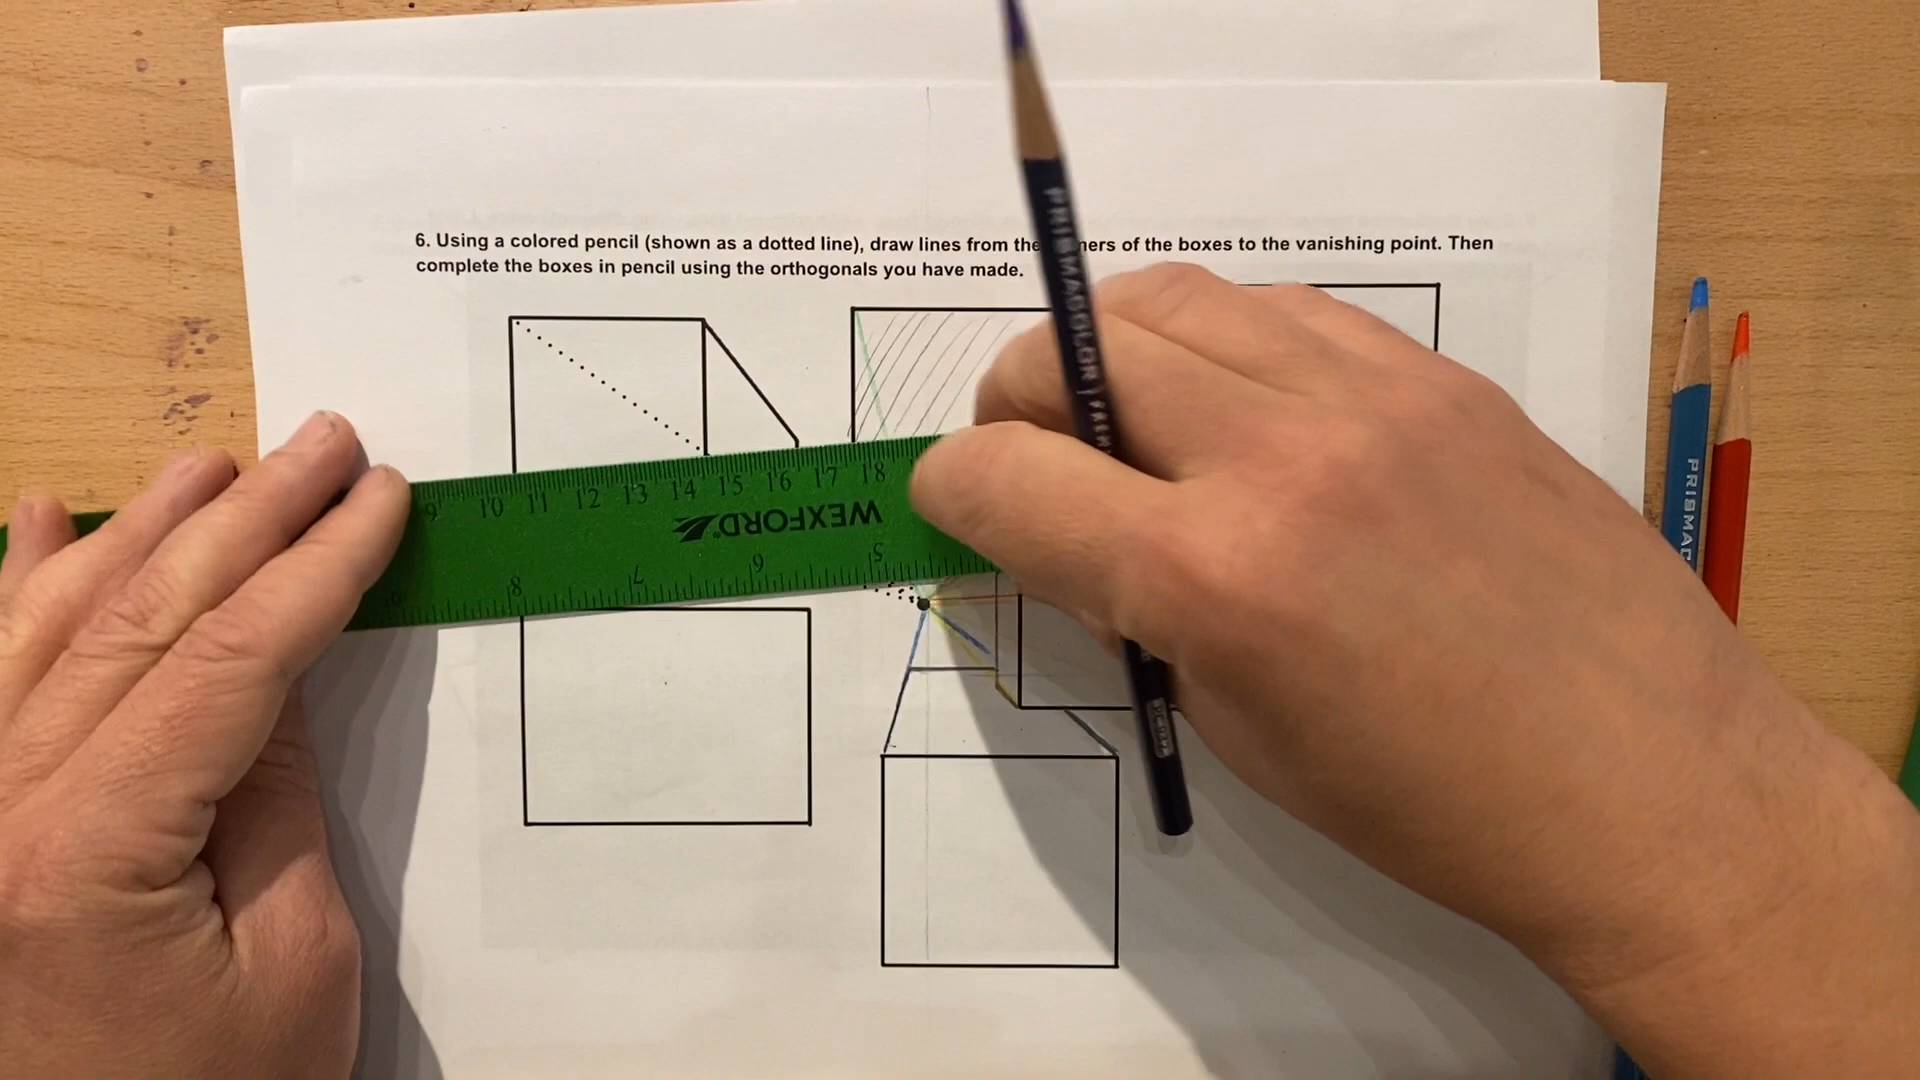 6. Using a colored pencil (shown as a dotted line), draw lines from the ners of the boxes to the vanishing point. Then
complete the boxes in pencil using the orthogonals you have made.
PRISMACOLOR
9 10 11 12 13 14 15 16 17 18
WEXFORD
8 7 6 5
PRISMAC